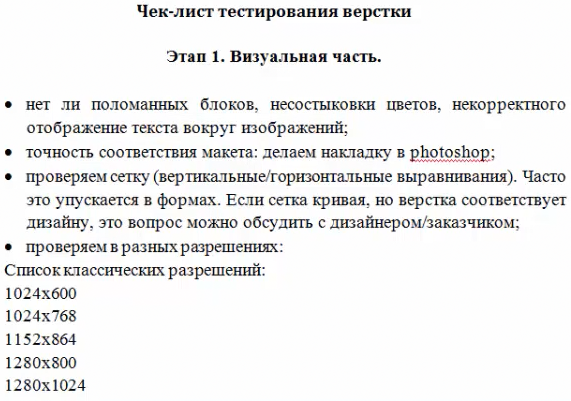 Чек-лист тестирования верстки
Этап 1. Визуальная часть.
• нет ли поломанных блоков, несостыковки цветов, некорректного
отображение текста вокруг изображений;
• точность соответствия макета: делаем накладку в photoshop;
• проверяем сетку (вертикальные/горизонтальные выравнивания). Часто
это упускается в формах. Если сетка кривая, но верстка соответствует
дизайну, это вопрос можно обсудить с дизайнером/заказчиком;
• проверяем в разных разрешениях:
Список классических разрешений:
1024x600
1024x768
1152x864
1280x800
1280x1024